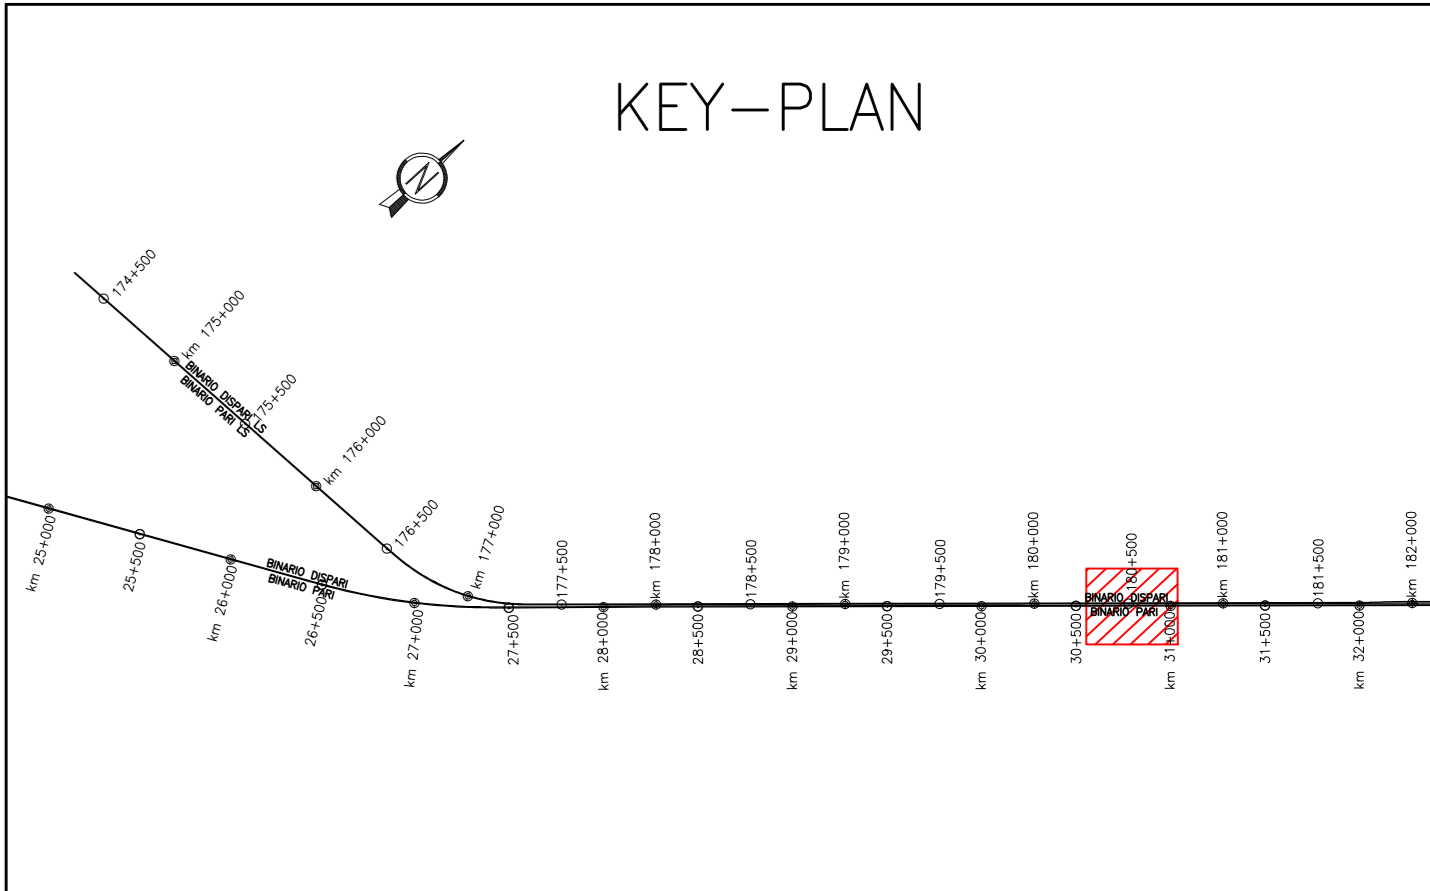 KEY-PLAN
N
174+500
km 175+000
BINARIO DISPARI LS
BINARIO PARI LS
175+500
km 176+000
176+500
km 177+000
177+500
km 178+000
178+500
km 179+000
179+500
km 180+000
180+500
km 181+000
181+500
km 182+000
km 25+000
25+500
km 26+000
BINARIO DISPARI
BINARIO PARI
26+500
km 27+000
27+500
km 28+000
28+500
km 29+000
29+500
km 30+000
30+500
BINARIO DISPARI
BINARIO PARI
km 31+000
31+500
km 32+000